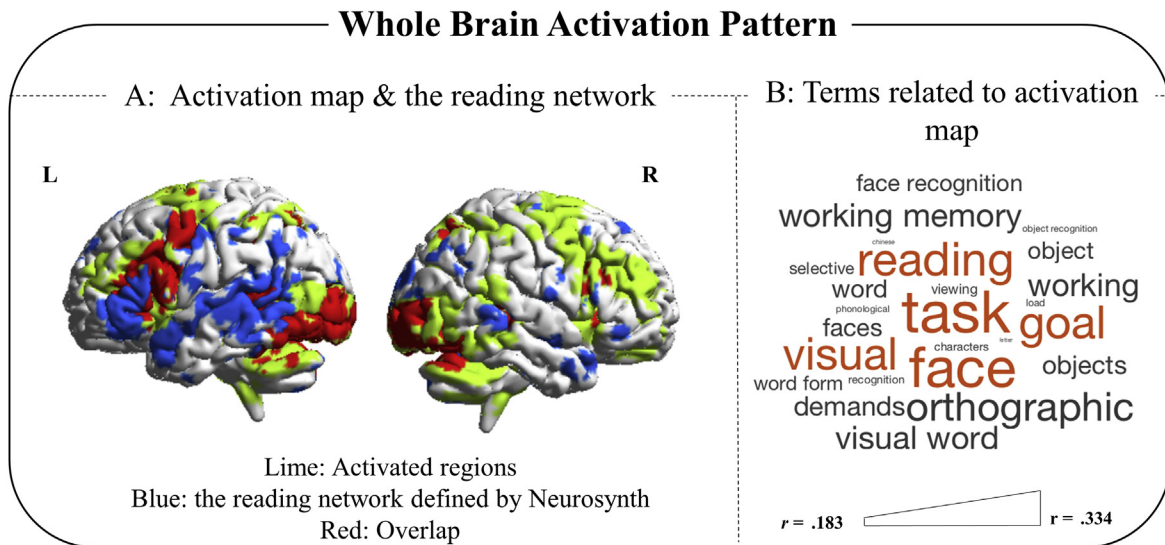 Whole Brain Activation Pattern
A: Activation map & the reading network
L
R
Lime: Activated regions
Blue: the reading network defined by Neurosynth
Red: Overlap
B: Terms related to activation
map
face recognition
working memory
object recognition
chinese
reading
object
selective
viewing
working
word
load
phonological
task
goal
faces
letter
characters
visual
face
objects
word form
recognition
demands
orthographic
visual word
r = .183
r = .334